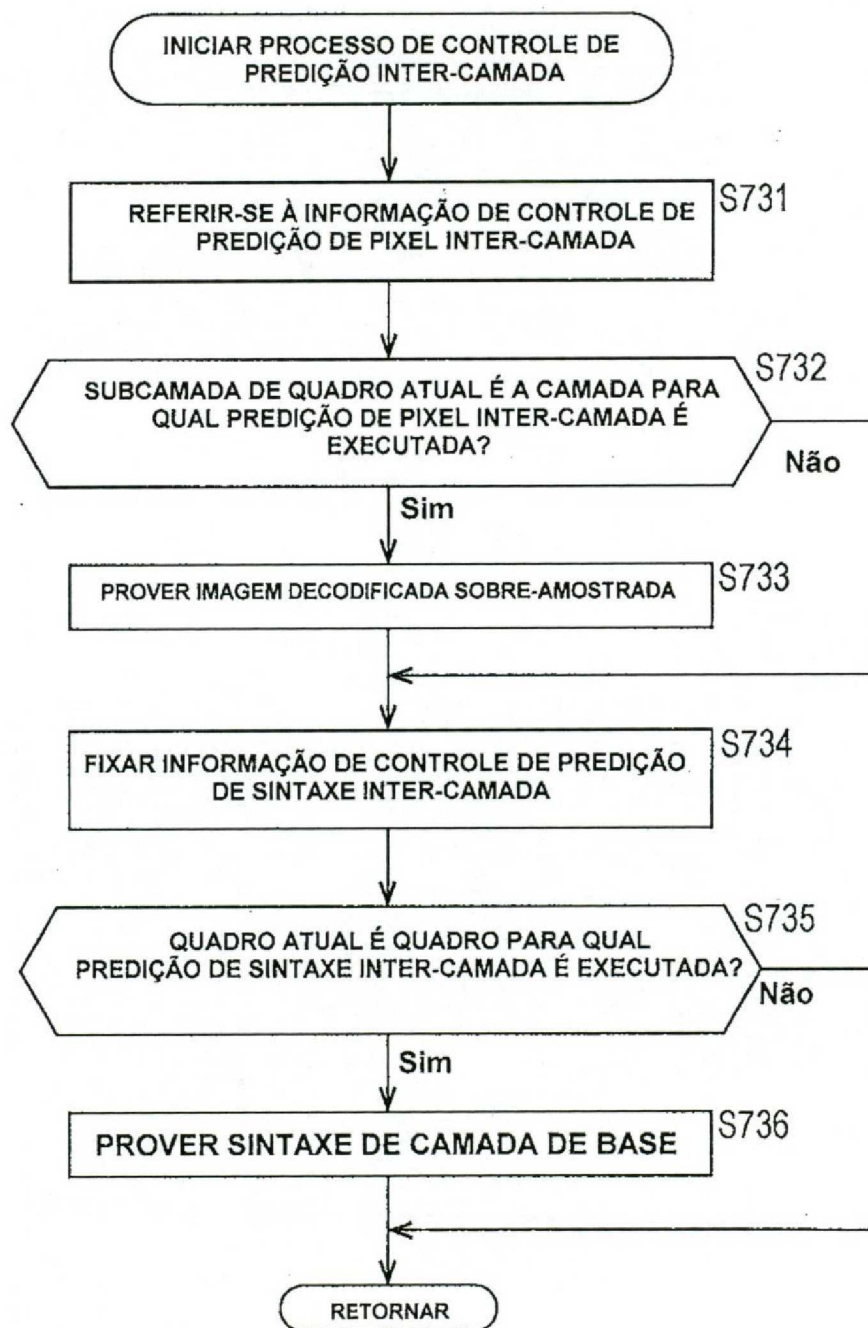 INICIAR PROCESSO DE CONTROLE DE
PREDIÇÃO INTER-CAMADA
S731
REFERIR-SE À INFORMAÇÃO DE CONTROLE DE
PREDIÇÃO DE PIXEL INTER-CAMADA
S732
SUBCAMADA DE QUADRO ATUAL É A CAMADA PARA
QUAL PREDIÇÃO DE PIXEL INTER-CAMADA É
EXECUTADA?
Não
Sim
S733
PROVER IMAGEM DECODIFICADA SOBRE-AMOSTRADA
S734
FIXAR INFORMAÇÃO DE CONTROLE DE PREDIÇÃO
DE SINTAXE INTER-CAMADA
S735
QUADRO ATUAL É QUADRO PARA QUAL
PREDIÇÃO DE SINTAXE INTER-CAMADA É EXECUTADA?
Não
Sim
S736
PROVER SINTAXE DE CAMADA DE BASE
RETORNAR